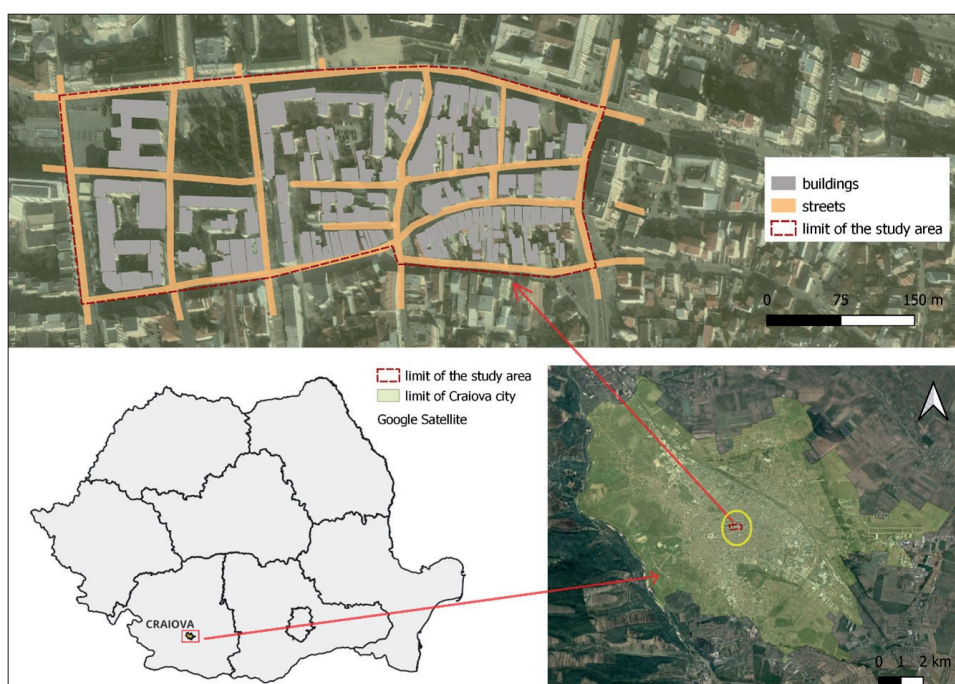 buildings
streets
limit of the study area
0 75 150 m
limit of the study area
limit of Craiova city
Google Satellite
CRAIOVA
0 1 2 km